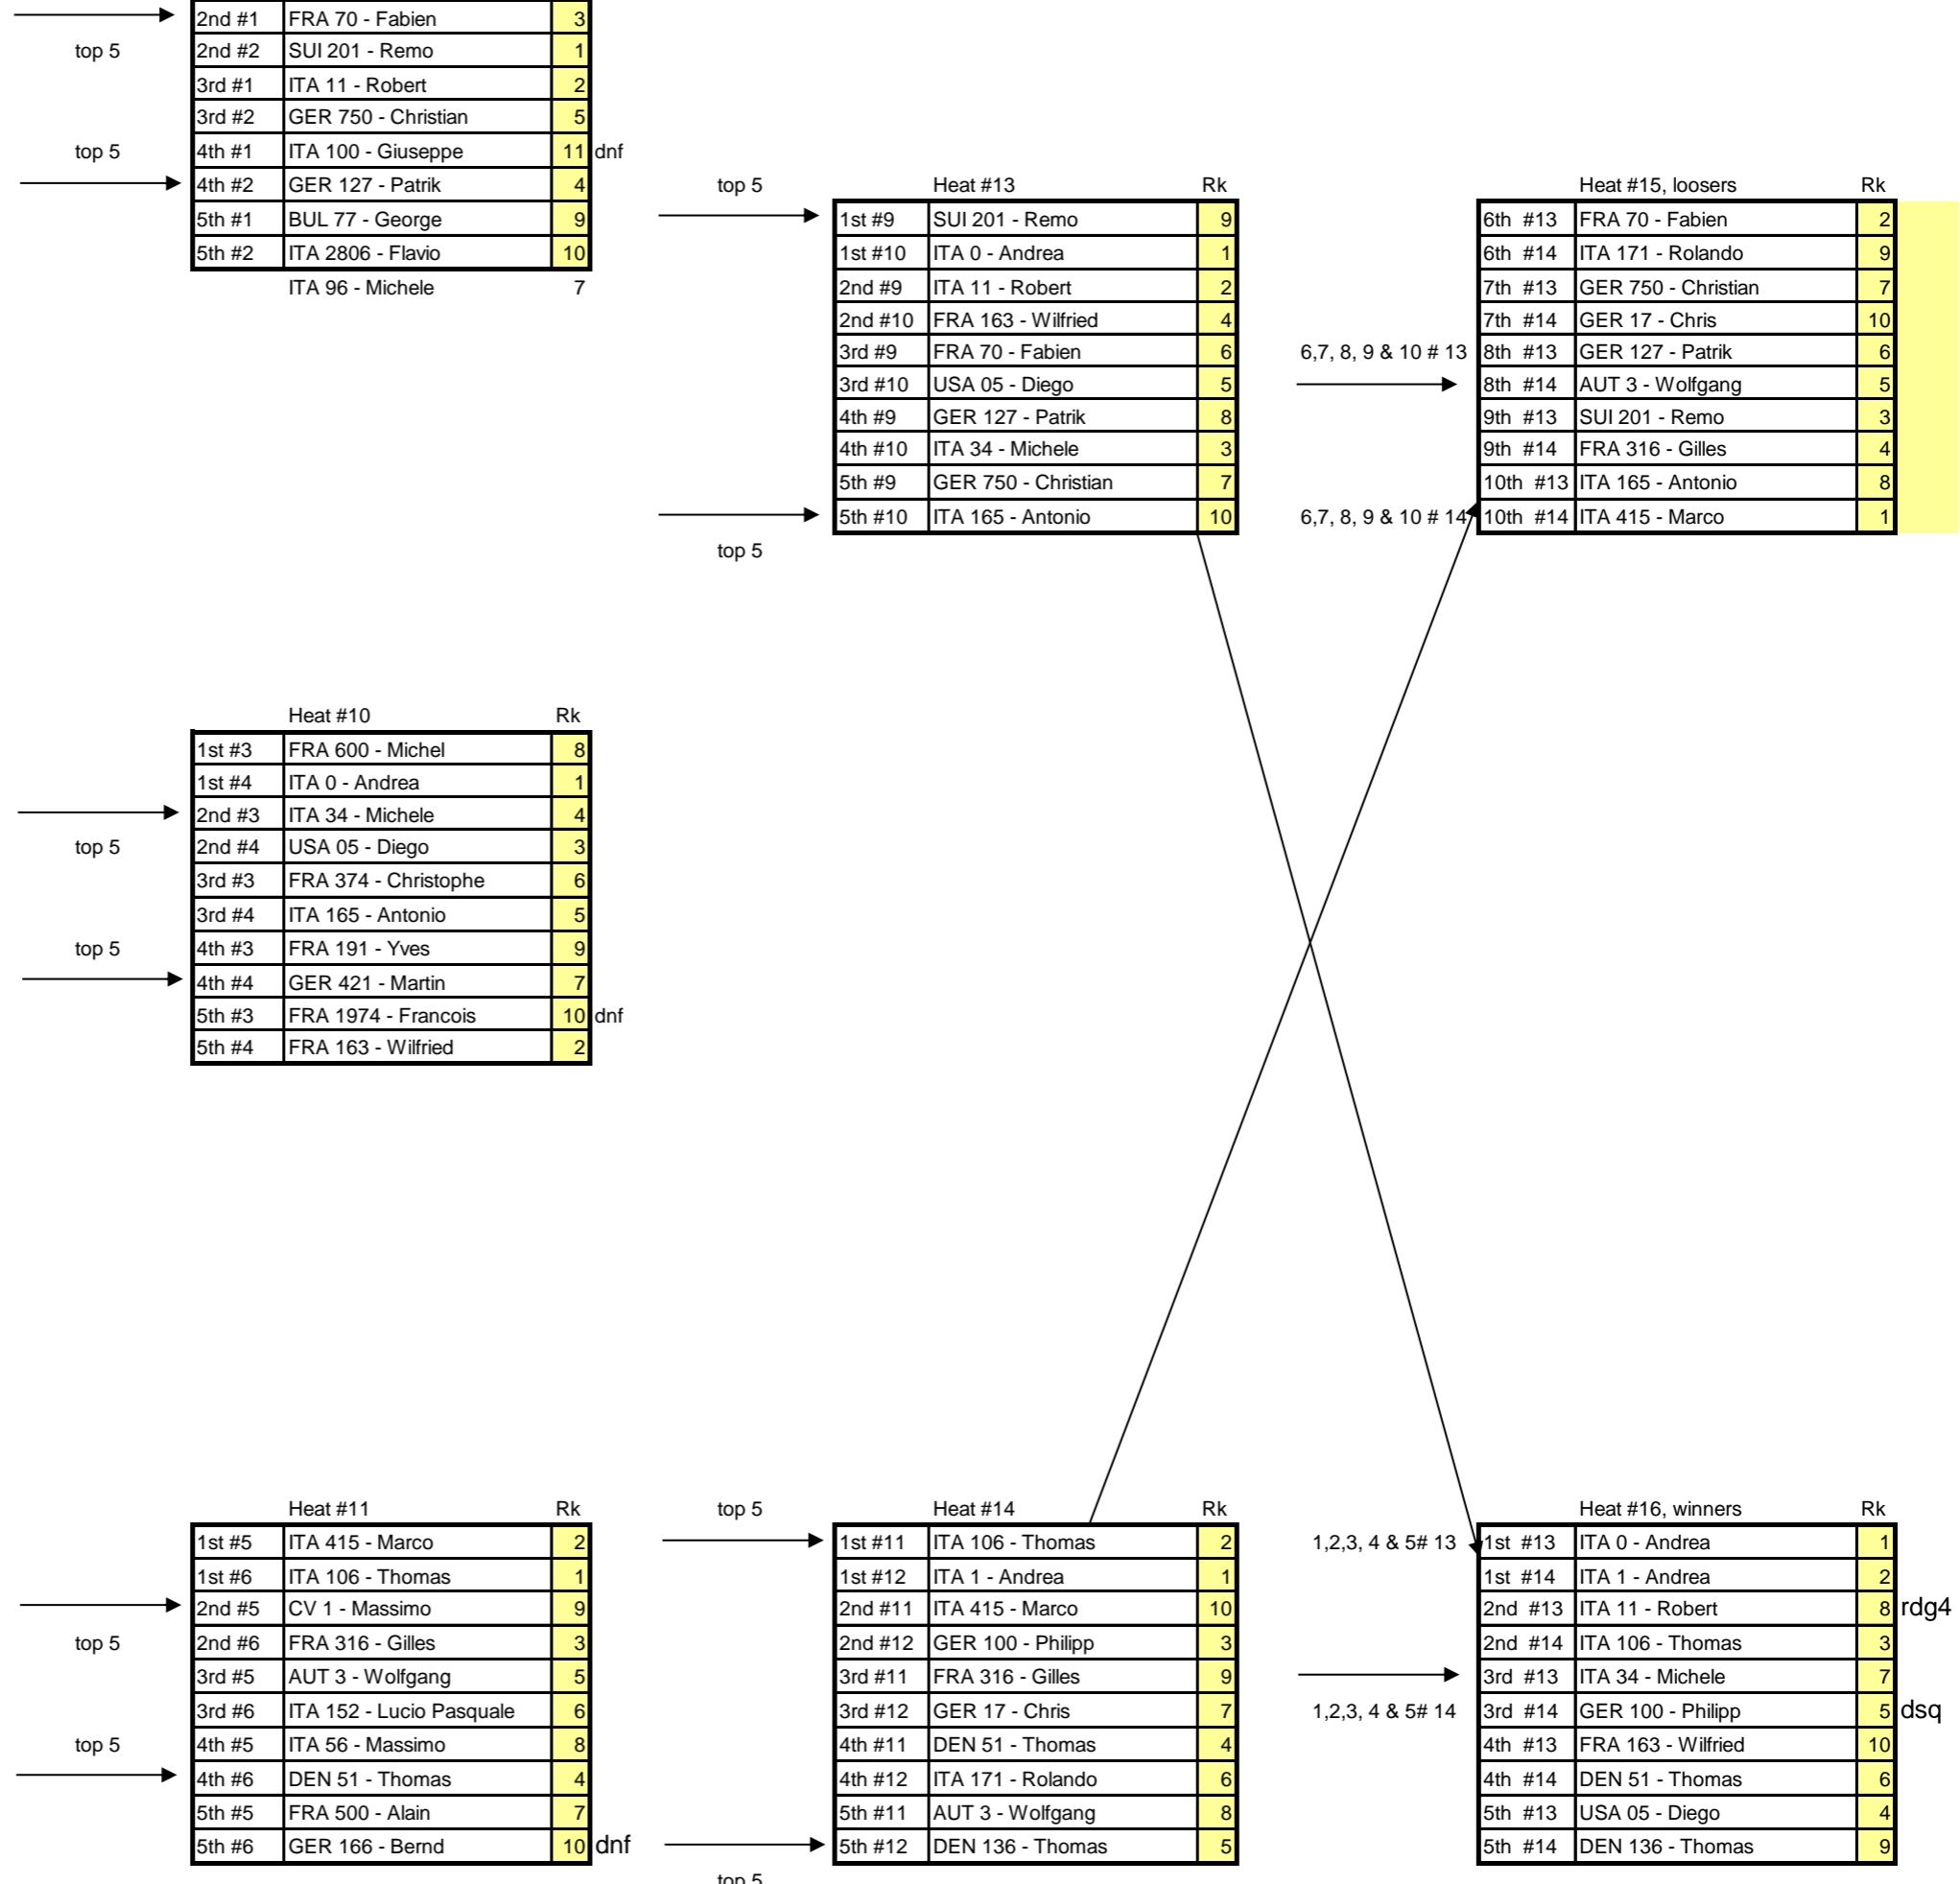 2nd #1 FRA 70 - Fabien 3
top 5 2nd #2 SUI 201 - Remo 1
3rd #1 ITA 11 - Robert 2
3rd #2 GER 750 - Christian 5
top 5 4th #1 ITA 100 - Giuseppe 11 dnf
4th #2 GER 127 - Patrik 4
5th #1 BUL 77 - George 9
5th #2 ITA 2806 - Flavio 10
ITA 96 - Michele 7
top 5 Heat #13 Rk
1st #9 SUI 201 - Remo 9
1st #10 ITA 0 - Andrea 1
2nd #9 ITA 11 - Robert 2
2nd #10 FRA 163 - Wilfried 4
3rd #9 FRA 70 - Fabien 6
3rd #10 USA 05 - Diego 5
4th #9 GER 127 - Patrik 8
4th #10 ITA 34 - Michele 3
5th #9 GER 750 - Christian 7
5th #10 ITA 165 - Antonio 10
top 5
Heat #15, loosers Rk
6th #13 FRA 70 - Fabien 2
6th #14 ITA 171 - Rolando 9
7th #13 GER 750 - Christian 7
7th #14 GER 17 - Chris 10
6,7, 8, 9 & 10 # 13 8th #13 GER 127 - Patrik 6
8th #14 AUT 3 - Wolfgang 5
9th #13 SUI 201 - Remo 3
9th #14 FRA 316 - Gilles 4
10th #13 ITA 165 - Antonio 8
6,7, 8, 9 & 10 # 14 10th #14 ITA 415 - Marco 1
Heat #10 Rk
1st #3 FRA 600 - Michel 8
1st #4 ITA 0 - Andrea 1
2nd #3 ITA 34 - Michele 4
top 5 2nd #4 USA 05 - Diego 3
3rd #3 FRA 374 - Christophe 6
3rd #4 ITA 165 - Antonio 5
top 5 4th #3 FRA 191 - Yves 9
4th #4 GER 421 - Martin 7
5th #3 FRA 1974 - Francois 10 dnf
5th #4 FRA 163 - Wilfried 2
Heat #11 Rk
1st #5 ITA 415 - Marco 2
1st #6 ITA 106 - Thomas 1
2nd #5 CV 1 - Massimo 9
top 5 2nd #6 FRA 316 - Gilles 3
3rd #5 AUT 3 - Wolfgang 5
3rd #6 ITA 152 - Lucio Pasquale 6
top 5 4th #5 ITA 56 - Massimo 8
4th #6 DEN 51 - Thomas 4
5th #5 FRA 500 - Alain 7
5th #6 GER 166 - Bernd 10 dnf
top 5 Heat #14 Rk
1st #11 ITA 106 - Thomas 2
1st #12 ITA 1 - Andrea 1
2nd #11 ITA 415 - Marco 10
2nd #12 GER 100 - Philipp 3
3rd #11 FRA 316 - Gilles 9
3rd #12 GER 17 - Chris 7
4th #11 DEN 51 - Thomas 4
4th #12 ITA 171 - Rolando 6
5th #11 AUT 3 - Wolfgang 8
5th #12 DEN 136 - Thomas 5
top 5
Heat #16, winners Rk
1,2,3, 4 & 5# 13 1st #13 ITA 0 - Andrea 1
1st #14 ITA 1 - Andrea 2
2nd #13 ITA 11 - Robert 8 rdg4
2nd #14 ITA 106 - Thomas 3
3rd #13 ITA 34 - Michele 7
1,2,3, 4 & 5# 14 3rd #14 GER 100 - Philipp 5 dsq
4th #13 FRA 163 - Wilfried 10
4th #14 DEN 51 - Thomas 6
5th #13 USA 05 - Diego 4
5th #14 DEN 136 - Thomas 9